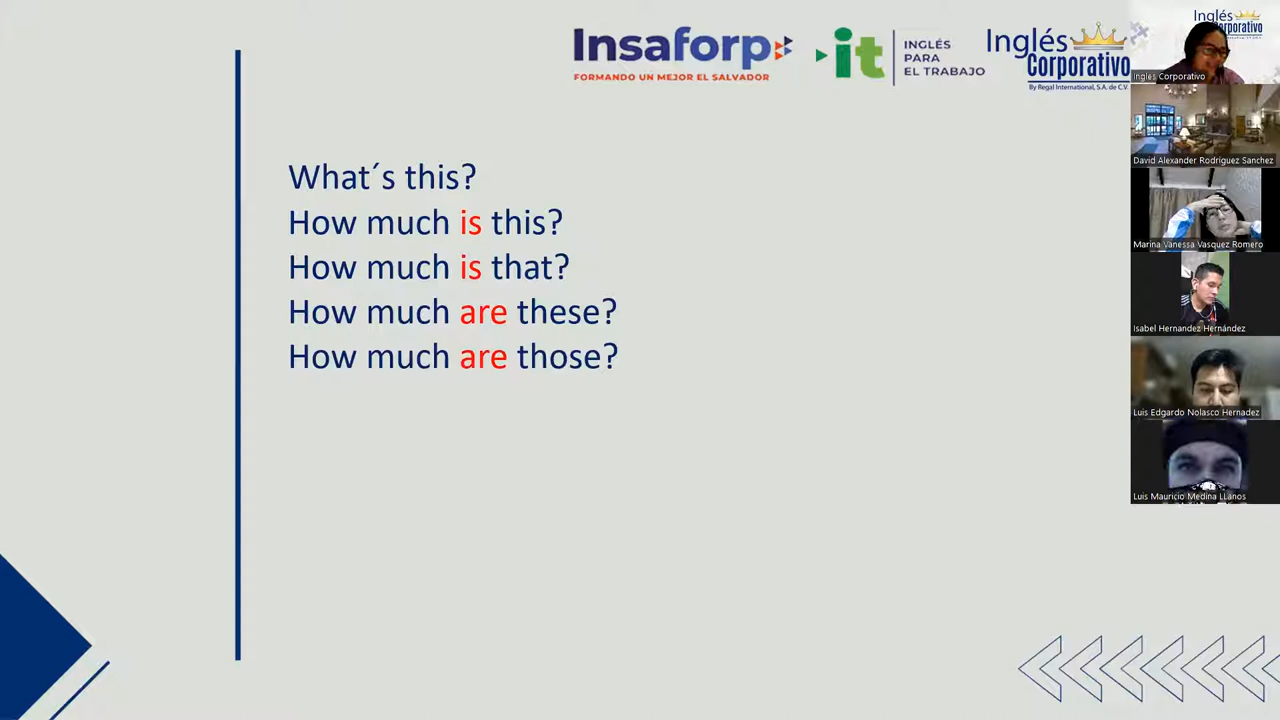 Insaforp
FORMANDO UN MEJOR EL SALVADOR
it
INGLÉS
PARA
EL TRABAJO
Inglés
Corporativo
By Regal International, S.A. de C.V.
What´s this?
How much is this?
How much is that?
How much are these?
How much are those?
Inglés
Corporativo
Inglés Corporativo
David Alexander Rodríguez Sanchez
Marina Vanessa Vasquez Romero
Isabel Hernandez Hernández
Luis Edgardo Nolasco Hernadez
Luis Mauricio Medina LLanos